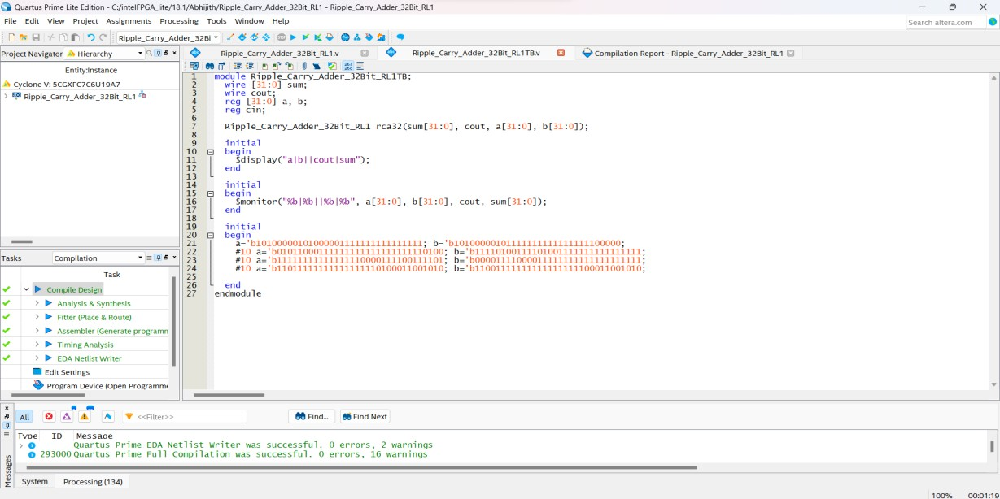 Quartus Prime Lite Edition - C:/intelFPGA_lite/18.1/Abhijith/Ripple_Carry_Adder_32Bit_RL1 - Ripple_Carry_Adder_32Bit_RL1
File Edit View Project Assignments Processing Tools Window Help
Search altera.com
Ripple_Carry_Adder_32Bi
Project Navigator Hierarchy
Ripple_Carry_Adder_32Bit_RL1.v
Ripple_Carry_Adder_32Bit_RL1TB.v
Compilation Report - Ripple_Carry_Adder_32Bit_RL1
Entity:Instance
Cyclone V: 5CGXFC7C6U19A7
Ripple_Carry_Adder_32Bit_RL1
267
268
1 module Ripple_Carry_Adder_32Bit_RL1TB;
2 wire [31:0] sum;
3 wire cout;
4 reg [31:0] a, b;
5 reg cin;
6
7 Ripple_Carry_Adder_32Bit_RL1 rca32(sum[31:0], cout, a[31:0], b[31:0]);
8
9 initial
10 begin
11 $display("a|b||cout|sum");
12 end
13
14 initial
15 begin
16 $monitor("%b|%b||%b|%b", a[31:0], b[31:0], cout, sum[31:0]);
17 end
18
19 initial
20 begin
21 a='b10100000101000001111111111111111; b='b10100000101111111111111111100000;
22 #10 a='b01011000111111111111111111110100; b='b11110100111101001111111111111111;
23 #10 a='b11111111111111110000111100111101; b='b00001111000011111111111111111111;
24 #10 a='b11011111111111111110100011001010; b='b11001111111111111111100011001010;
25
26 end
27 endmodule
Tasks Compilation
Task
Compile Design
Analysis & Synthesis
Fitter (Place & Route)
Assembler (Generate programm
Timing Analysis
EDA Netlist Writer
Edit Settings
Program Device (Open Programme
All
<<Filter>>
Find...
Find Next
Type ID Message
Quartus Prime EDA Netlist Writer was successful. 0 errors, 2 warnings
293000 Quartus Prime Full Compilation was successful. 0 errors, 16 warnings
Messages
System Processing (134)
100% 00:01:19